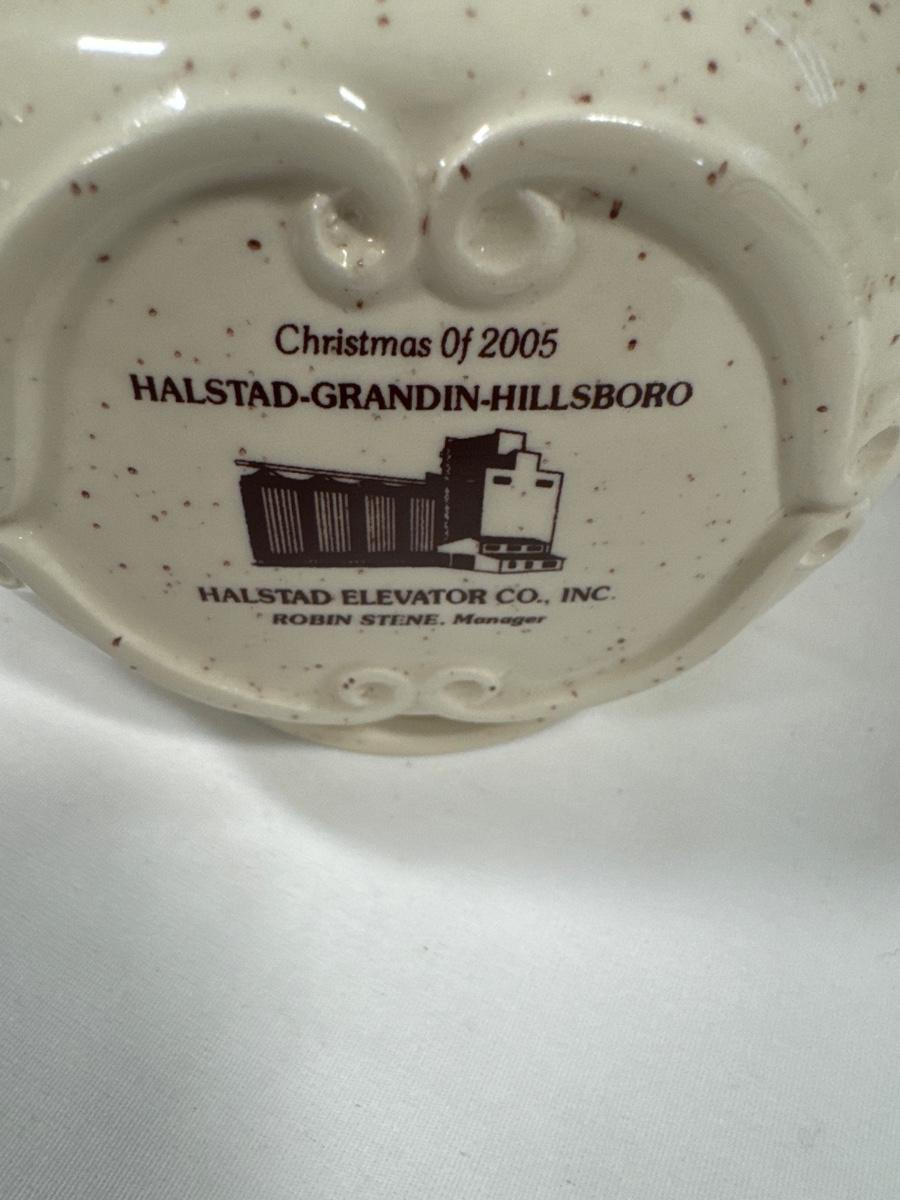 Christmas Of 2005
HALSTAD-GRANDIN-HILLSBORO
HALSTAD ELEVATOR CO., INC.
ROBIN STENE. Manager